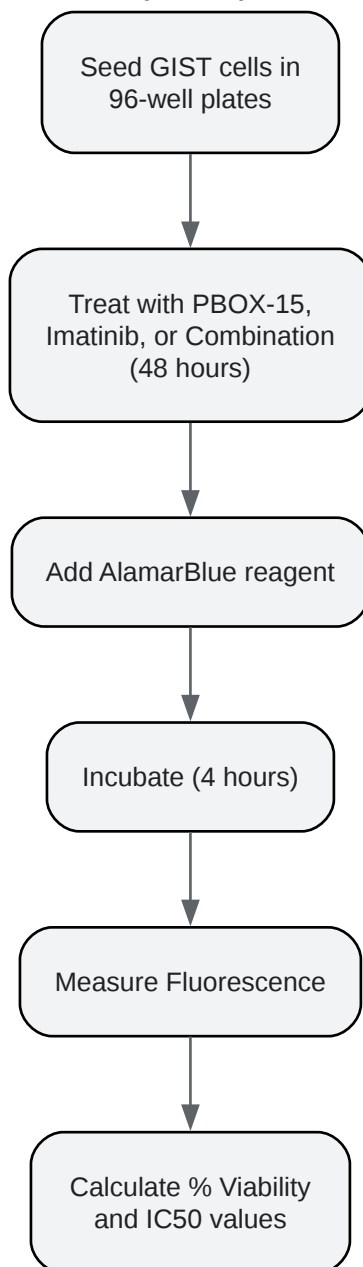 Seed GIST cells in
96-well plates
Treat with PBOX-15,
Imatinib, or Combination
(48 hours)
Add AlamarBlue reagent
Incubate (4 hours)
Measure Fluorescence
Calculate % Viability
and IC50 values